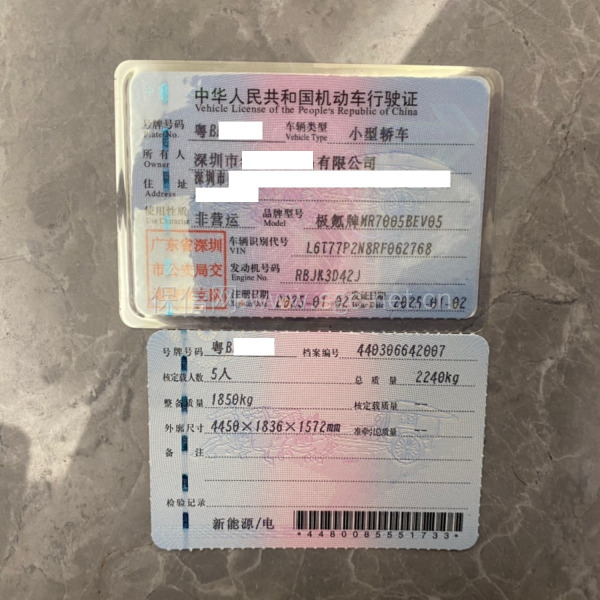 中华人民共和国机动车行驶证
Vehicle License of the People's Republic of China
号牌号码 粤B 车辆类型 小型轿车
Plate No. Vehicle Type
所有人 深圳市 有限公司
Owner
住址 深圳市
Address
使用性质 非营运 品牌型号 极氪牌MR7005BEV05
Use Character Model
广东省深圳 车辆识别代号 L6T77P2N8RF062768
VIN
市公安局交 发动机号码 RBJK3D42J
Engine No.
注册日期 2025-01-02 发证日期 2025-01-02
号牌号码 粤B 档案编号 440306642007
核定载人数 5人 总质量 2240kg
整备质量 1850kg 核定载质量 --
外廓尺寸 4450×1836×1572mm 准牵引总质量 --
备注
检验记录
新能源/电
*4480085551733*